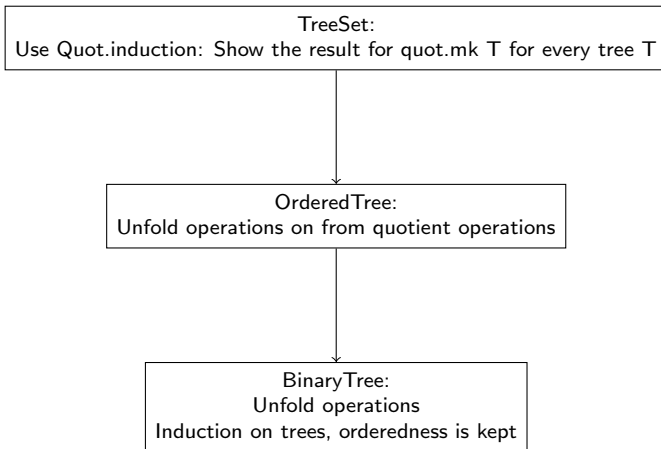 TreeSet:
Use Quot.induction: Show the result for quot.mk T for every tree T
OrderedTree:
Unfold operations on from quotient operations
BinaryTree:
Unfold operations
Induction on trees, orderedness is kept